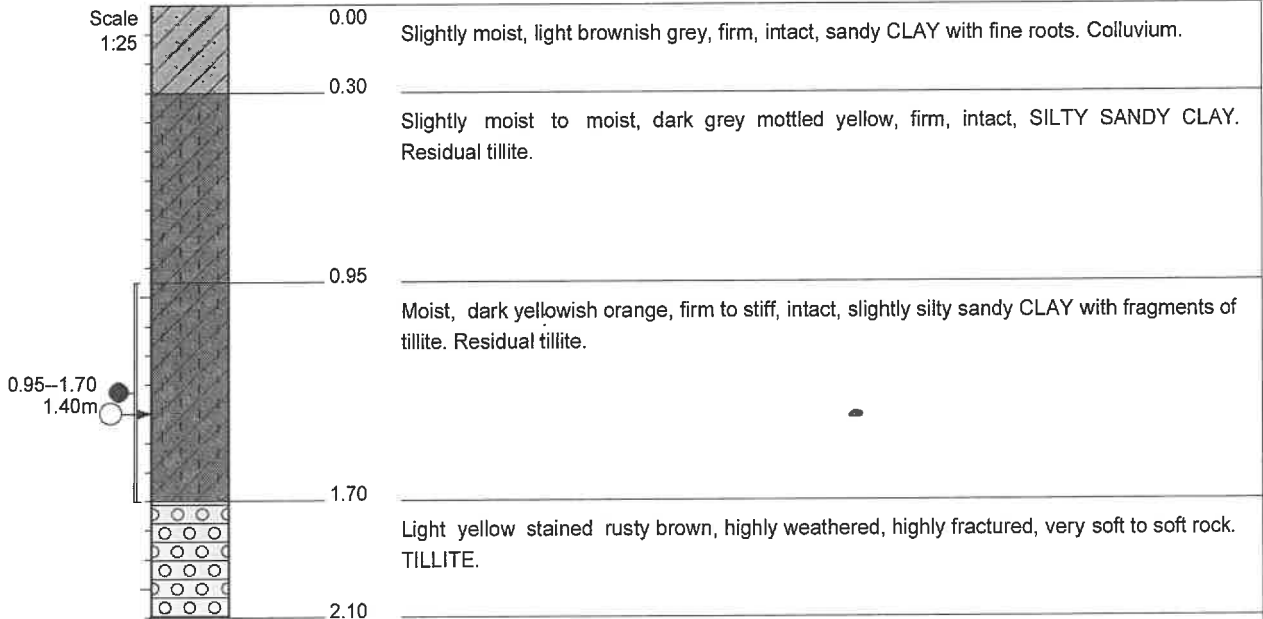 Scale
1:25
0.00
Slightly moist, light brownish grey, firm, intact, sandy CLAY with fine roots. Colluvium.
0.30
Slightly moist to moist, dark grey mottled yellow, firm, intact, SILTY SANDY CLAY.
Residual tillite.
0.95
Moist, dark yellowish orange, firm to stiff, intact, slightly silty sandy CLAY with fragments of
tillite. Residual tillite.
0.95--1.70
1.40m
1.70
Light yellow stained rusty brown, highly weathered, highly fractured, very soft to soft rock.
TILLITE.
2.10